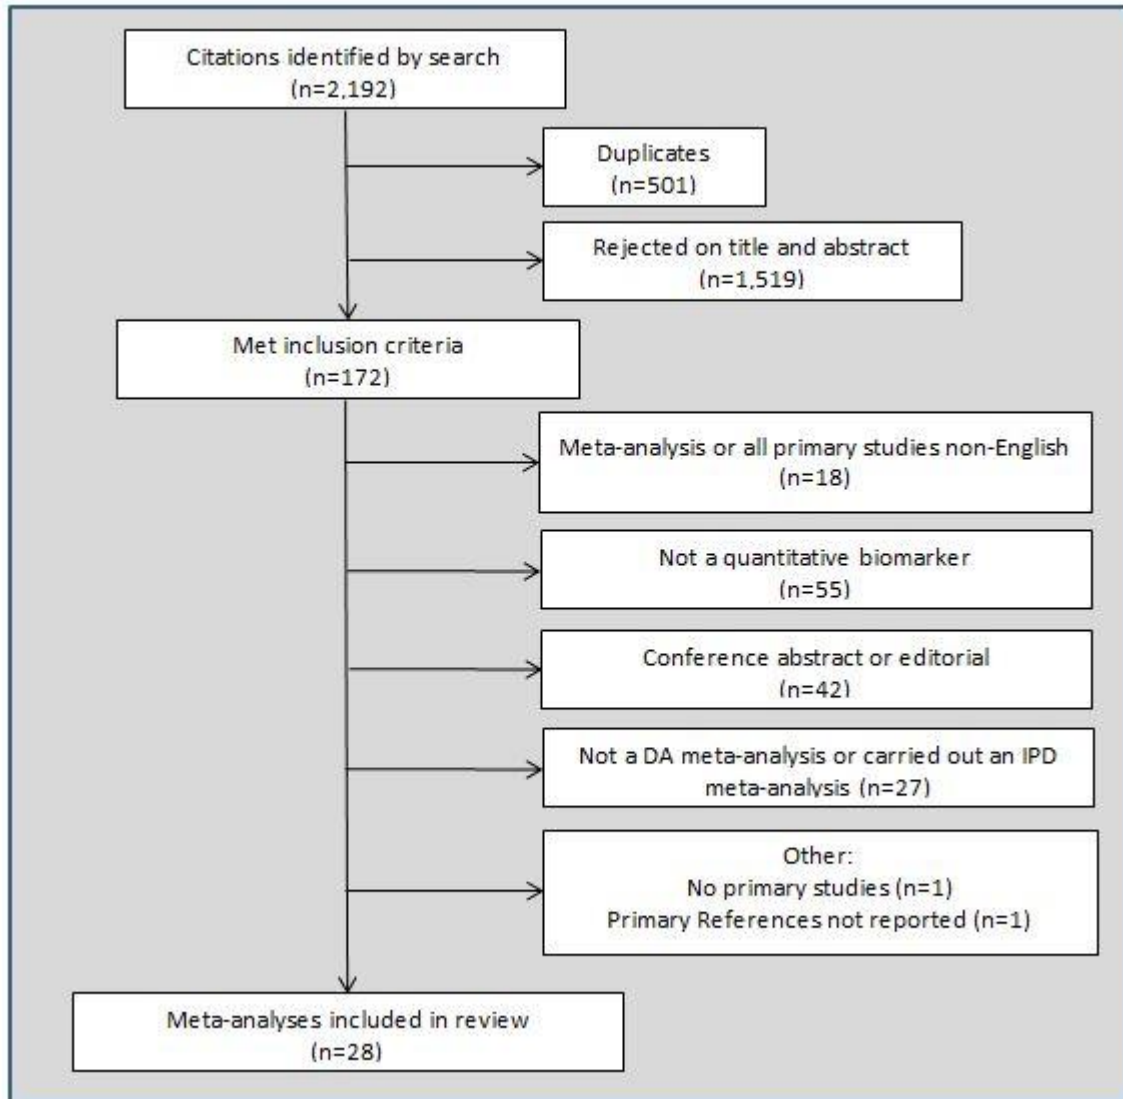 Citations identified by search
(n=2,192)
Duplicates
(n=501)
Rejected on title and abstract
(n=1,519)
Met inclusion criteria
(n=172)
Meta-analysis or all primary studies non-English
(n=18)
Not a quantitative biomarker
(n=55)
Conference abstract or editorial
(n=42)
Not a DA meta-analysis or carried out an IPD
meta-analysis (n=27)
Other:
No primary studies (n=1)
Primary References not reported (n=1)
Meta-analyses included in review
(n=28)